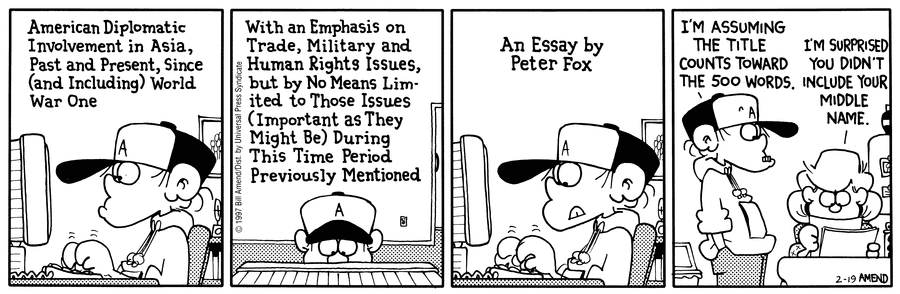 American Diplomatic
Involvement in Asia,
Past and Present, Since
(and Including) World
War One
A
With an Emphasis on
Trade, Military and
Human Rights Issues,
but by No Means Lim-
ited to Those Issues
(Important as They
Might Be) During
This Time Period
Previously Mentioned
© 1997 Bill Amend/Dist. by Universal Press Syndicate
A
An Essay by
Peter Fox
A
I'M ASSUMING
THE TITLE
COUNTS TOWARD
THE 500 WORDS.
I'M SURPRISED
YOU DIDN'T
INCLUDE YOUR
MIDDLE
NAME.
A
2-19 AMEND